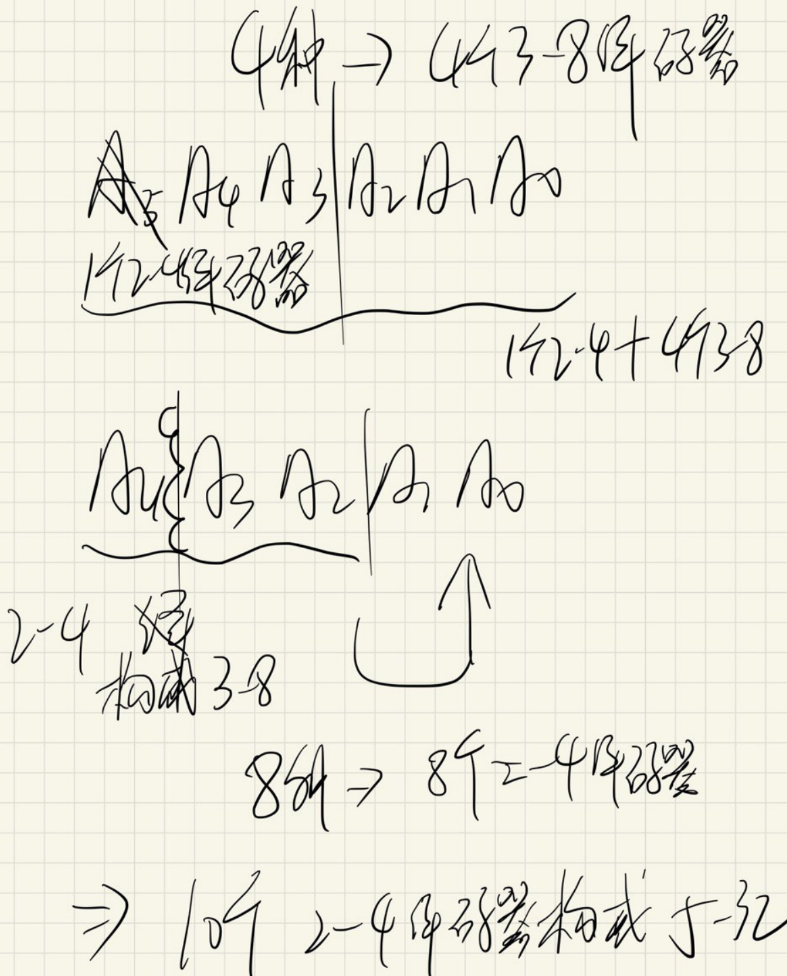 4种 → 4个3-8译码器
A5 A4 A3 | A2 A1 A0
1个2-4译码器
1个2-4+4个3-8
A4 A3 A2 | A1 A0
2-4
构成 3-8
8种 → 8个2-4译码器
⇒ 10个 2-4译码器构成 5-32